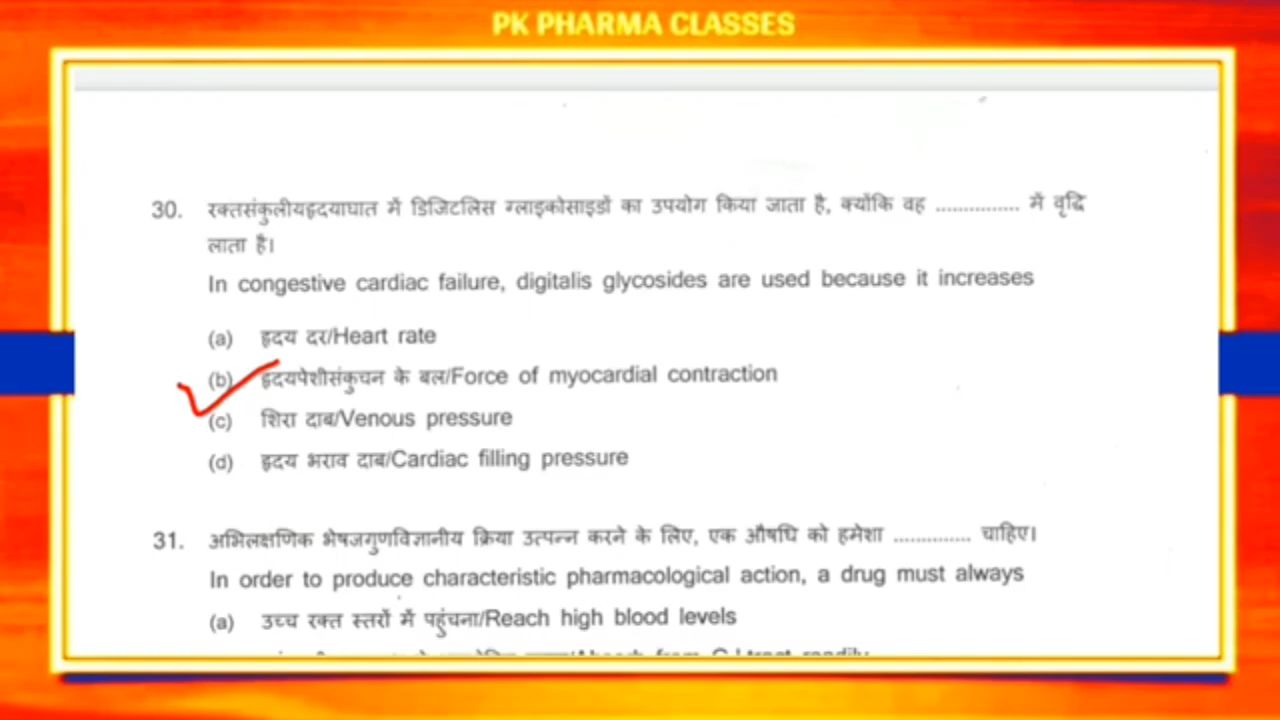 PK PHARMA CLASSES
30. रक्तसंकुलीयहृदयाघात में डिजिटलिस ग्लाइकोसाइडों का उपयोग किया जाता है, क्योंकि वह ............... में वृद्धि
लाता है।
In congestive cardiac failure, digitalis glycosides are used because it increases
(a) हृदय दर/Heart rate
(b) हृदयपेशीसंकुचन के बल/Force of myocardial contraction
(c) शिरा दाब/Venous pressure
(d) हृदय भराव दाब/Cardiac filling pressure
31. अभिलक्षणिक भेषजगुणविज्ञानीय क्रिया उत्पन्न करने के लिए, एक औषधि को हमेशा .............. चाहिए।
In order to produce characteristic pharmacological action, a drug must always
(a) उच्च रक्त स्तरों में पहुंचना/Reach high blood levels